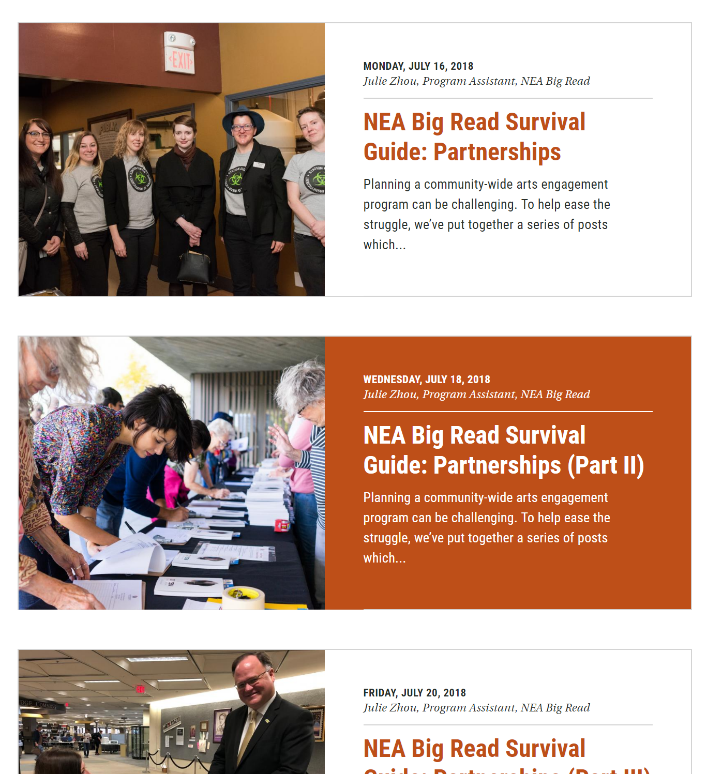 EXIT
MONDAY, JULY 16, 2018
Julie Zhou, Program Assistant, NEA Big Read
NEA Big Read Survival
Guide: Partnerships
Planning a community-wide arts engagement
program can be challenging. To help ease the
struggle, we've put together a series of posts
which...
WEDNESDAY, JULY 18, 2018
Julie Zhou, Program Assistant, NEA Big Read
NEA Big Read Survival
Guide: Partnerships (Part II)
Planning a community-wide arts engagement
program can be challenging. To help ease the
struggle, we've put together a series of posts
which...
FRIDAY, JULY 20, 2018
Julie Zhou, Program Assistant, NEA Big Read
NEA Big Read Survival
Guide: Partnerships (Part III)